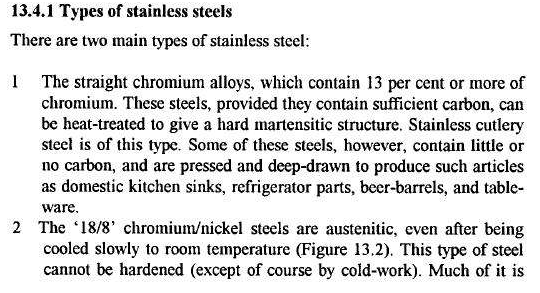 13.4.1 Types of stainless steels
There are two main types of stainless steel:
1 The straight chromium alloys, which contain 13 per cent or more of
chromium. These steels, provided they contain sufficient carbon, can
be heat-treated to give a hard martensitic structure. Stainless cutlery
steel is of this type. Some of these steels, however, contain little or
no carbon, and are pressed and deep-drawn to produce such articles
as domestic kitchen sinks, refrigerator parts, beer-barrels, and table-
ware.
2 The ‘18/8’ chromium/nickel steels are austenitic, even after being
cooled slowly to room temperature (Figure 13.2). This type of steel
cannot be hardened (except of course by cold-work). Much of it is